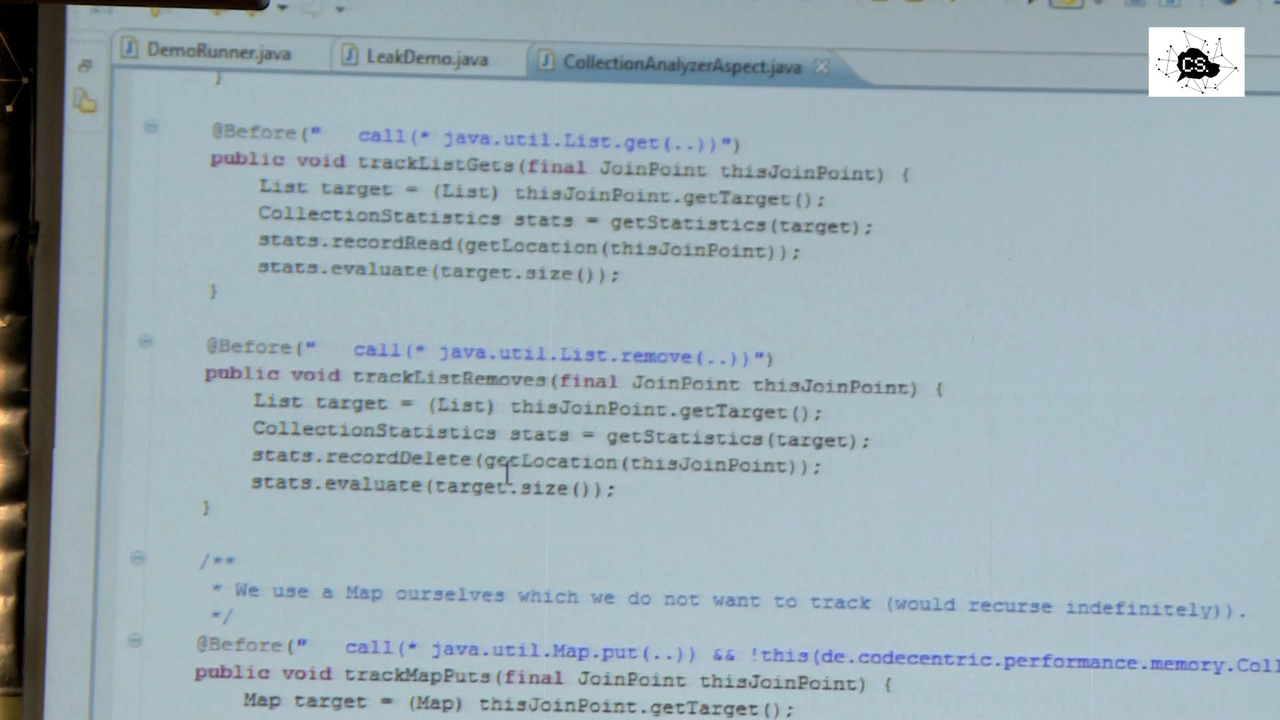 DemoRunner.java LeakDemo.java CollectionAnalyzerAspect.java
CS.
}
@Before("   call(* java.util.List.get(..))")
public void trackListGets(final JoinPoint thisJoinPoint) {
List target = (List) thisJoinPoint.getTarget();
CollectionStatistics stats = getStatistics(target);
stats.recordRead(getLocation(thisJoinPoint));
stats.evaluate(target.size());
}
@Before("   call(* java.util.List.remove(..))")
public void trackListRemoves(final JoinPoint thisJoinPoint) {
List target = (List) thisJoinPoint.getTarget();
CollectionStatistics stats = getStatistics(target);
stats.recordDelete(getLocation(thisJoinPoint));
stats.evaluate(target.size());
}
/**
* We use a Map ourselves which we do not want to track (would recurse indefinitely)).
*/
@Before("   call(* java.util.Map.put(..)) && !this(de.codecentric.performance.memory.Coll
public void trackMapPuts(final JoinPoint thisJoinPoint) {
Map target = (Map) thisJoinPoint.getTarget();